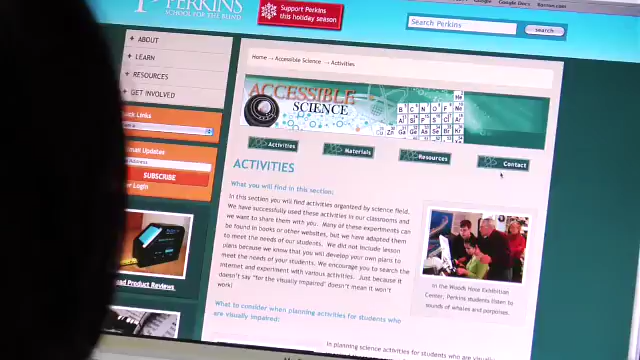 PERKINS
SCHOOL FOR THE BLIND
Support Perkins
this holiday season
Google Docs
Search Perkins
search
+ ABOUT
+ LEARN
+ RESOURCES
+ GET INVOLVED
Quick Links
Email Updates
Address
SUBSCRIBE
Login
Read Product Reviews
Home → Accessible Science → Activities
ACCESSIBLE
SCIENCE
Activities
Materials
Resources
Contact
ACTIVITIES
What you will find in this section:
In this section you will find activities organized by science field.
We have successfully used these activities in our classrooms and
we want to share them with you. Many of these experiments can
be found in books or other websites, but we have adapted them
to meet the needs of our students. We did not include lesson
plans because we know that you will develop your own plans to
meet the needs of your students. We encourage you to search the
internet and experiment with various activities. Just because it
doesn't say "for the visually impaired" doesn't mean it won't
work!
In the Woods Hole Exhibition
Center, Perkins students listen to
sounds of whales and porpoises.
What to consider when planning activities for students who
are visually impaired:
In planning science activities for students who are visually